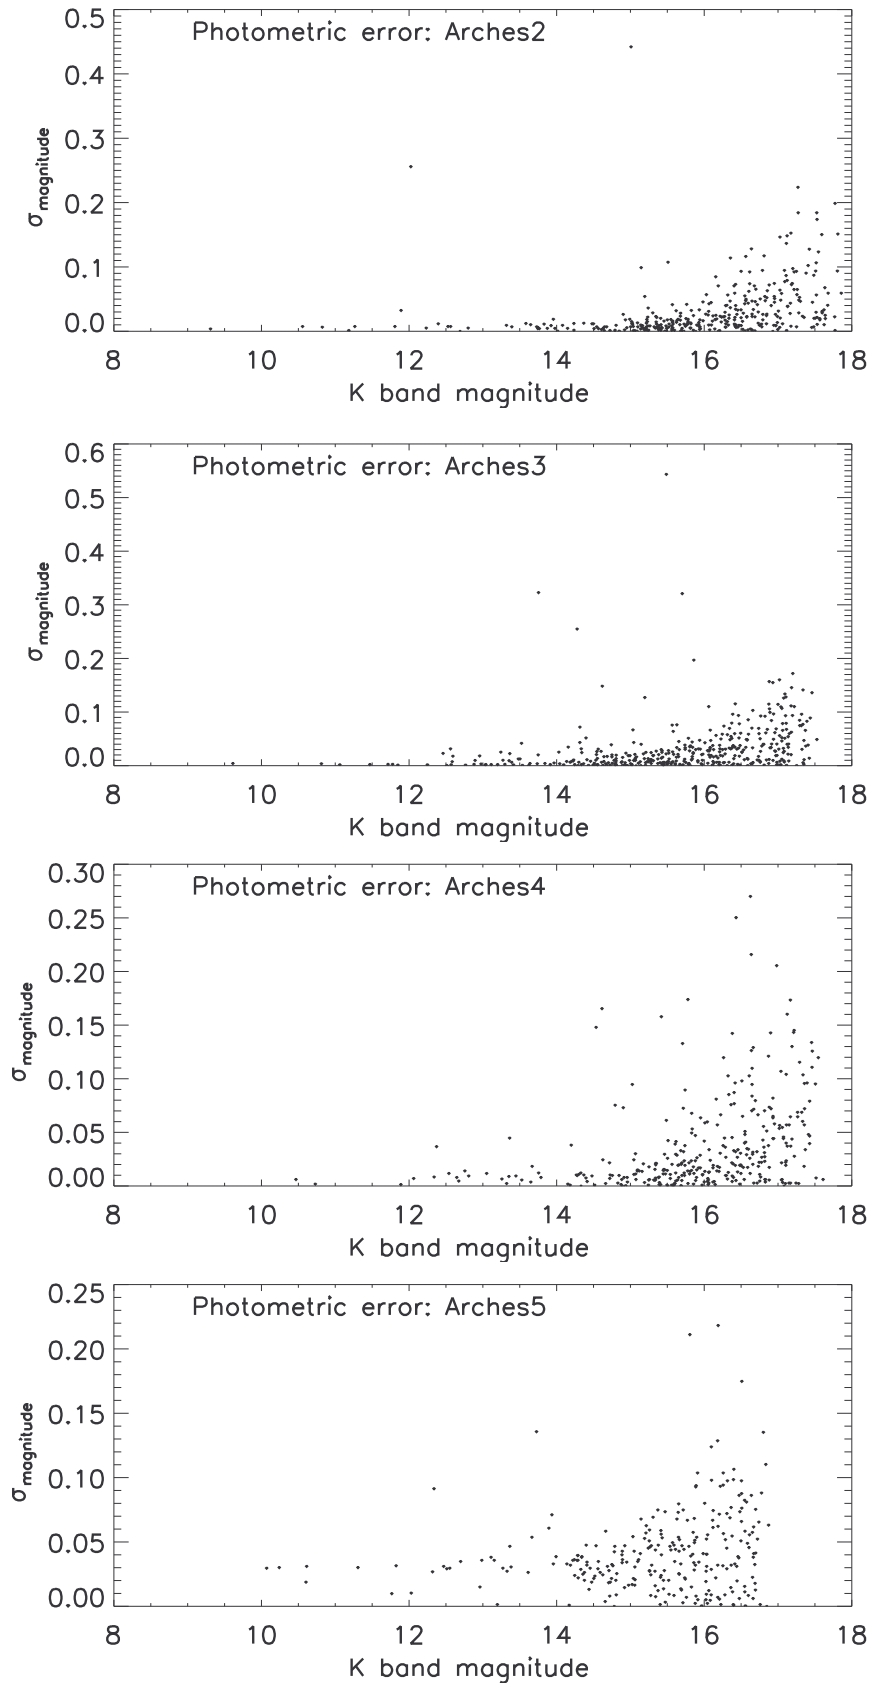 Photometric error: Arches2
0.5
0.4
0.3
0.2
0.1
0.0
σmagnitude
8 10 12 14 16 18
K band magnitude
Photometric error: Arches3
0.6
0.5
0.4
0.3
0.2
0.1
0.0
σmagnitude
8 10 12 14 16 18
K band magnitude
Photometric error: Arches4
0.30
0.25
0.20
0.15
0.10
0.05
0.00
σmagnitude
8 10 12 14 16 18
K band magnitude
Photometric error: Arches5
0.25
0.20
0.15
0.10
0.05
0.00
σmagnitude
8 10 12 14 16 18
K band magnitude